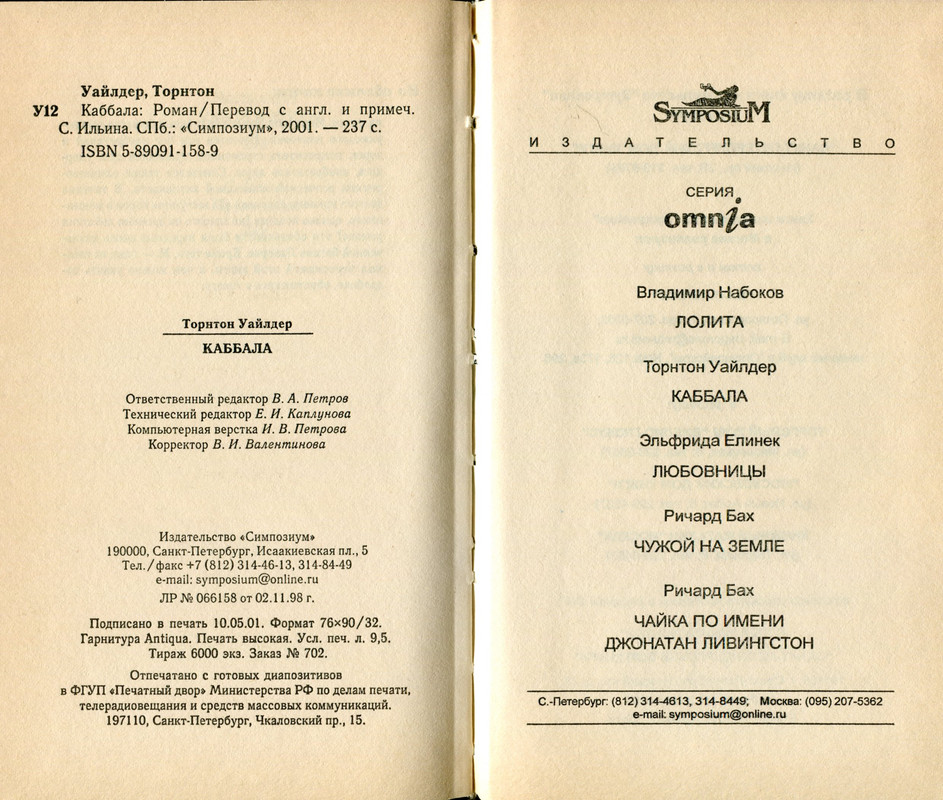 Уайлдер, Торнтон
У12 Каббала: Роман/Перевод с англ. и примеч.
С. Ильина. СПб.: «Симпозиум», 2001. — 237 с.
ISBN 5-89091-158-9
Торнтон Уайлдер
КАББАЛА
Ответственный редактор В. А. Петров
Технический редактор Е. И. Каплунова
Компьютерная верстка И. В. Петрова
Корректор В. И. Валентинова
Издательство «Симпозиум»
190000, Санкт-Петербург, Исаакиевская пл., 5
Тел./факс +7 (812) 314-46-13, 314-84-49
e-mail: symposium@online.ru
ЛР № 066158 от 02.11.98 г.
Подписано в печать 10.05.01. Формат 76×90/32.
Гарнитура Antiqua. Печать высокая. Усл. печ. л. 9,5.
Тираж 6000 экз. Заказ № 702.
Отпечатано с готовых диапозитивов
в ФГУП «Печатный двор» Министерства РФ по делам печати,
телерадиовещания и средств массовых коммуникаций.
197110, Санкт-Петербург, Чкаловский пр., 15.
SYMPOSIUM
ИЗДАТЕЛЬСТВО
СЕРИЯ
omnia
Владимир Набоков
ЛОЛИТА
Торнтон Уайлдер
КАББАЛА
Эльфрида Елинек
ЛЮБОВНИЦЫ
Ричард Бах
ЧУЖОЙ НА ЗЕМЛЕ
Ричард Бах
ЧАЙКА ПО ИМЕНИ
ДЖОНАТАН ЛИВИНГСТОН
С.-Петербург: (812) 314-4613, 314-8449; Москва: (095) 207-5362
e-mail: symposium@online.ru